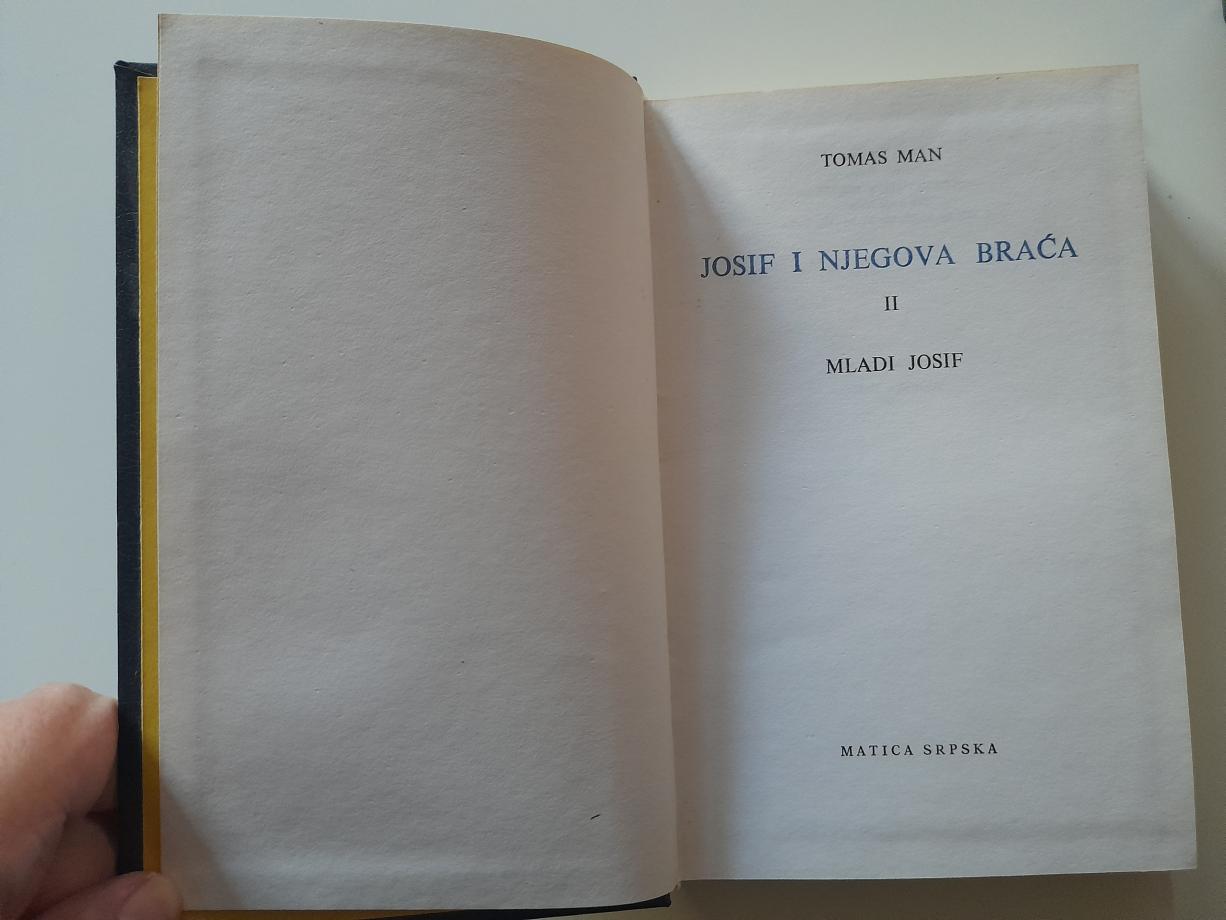 TOMAS MAN
JOSIF I NJEGOVA BRAĆA
II
MLADI JOSIF
MATICA SRPSKA